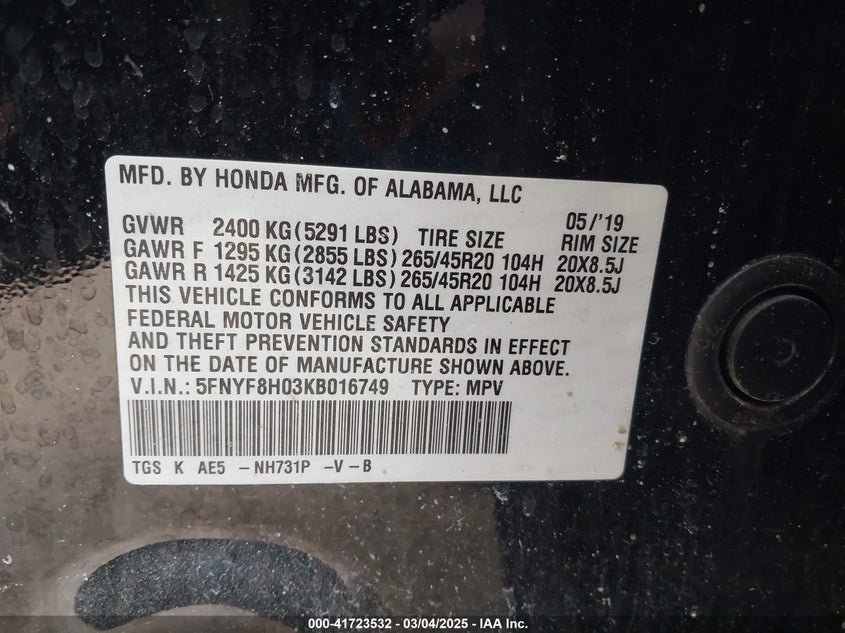 MFD. BY HONDA MFG. OF ALABAMA, LLC
05/'19
GVWR 2400 KG(5291 LBS) TIRE SIZE RIM SIZE
GAWR F 1295 KG(2855 LBS) 265/45R20 104H 20X8.5J
GAWR R 1425 KG(3142 LBS) 265/45R20 104H 20X8.5J
THIS VEHICLE CONFORMS TO ALL APPLICABLE
FEDERAL MOTOR VEHICLE SAFETY
AND THEFT PREVENTION STANDARDS IN EFFECT
ON THE DATE OF MANUFACTURE SHOWN ABOVE.
V.I.N.: 5FNYF8H03KB016749 TYPE: MPV
TGS K AE5 -NH731P -V-B
000-41723532 - 03/04/2025 - IAA Inc.